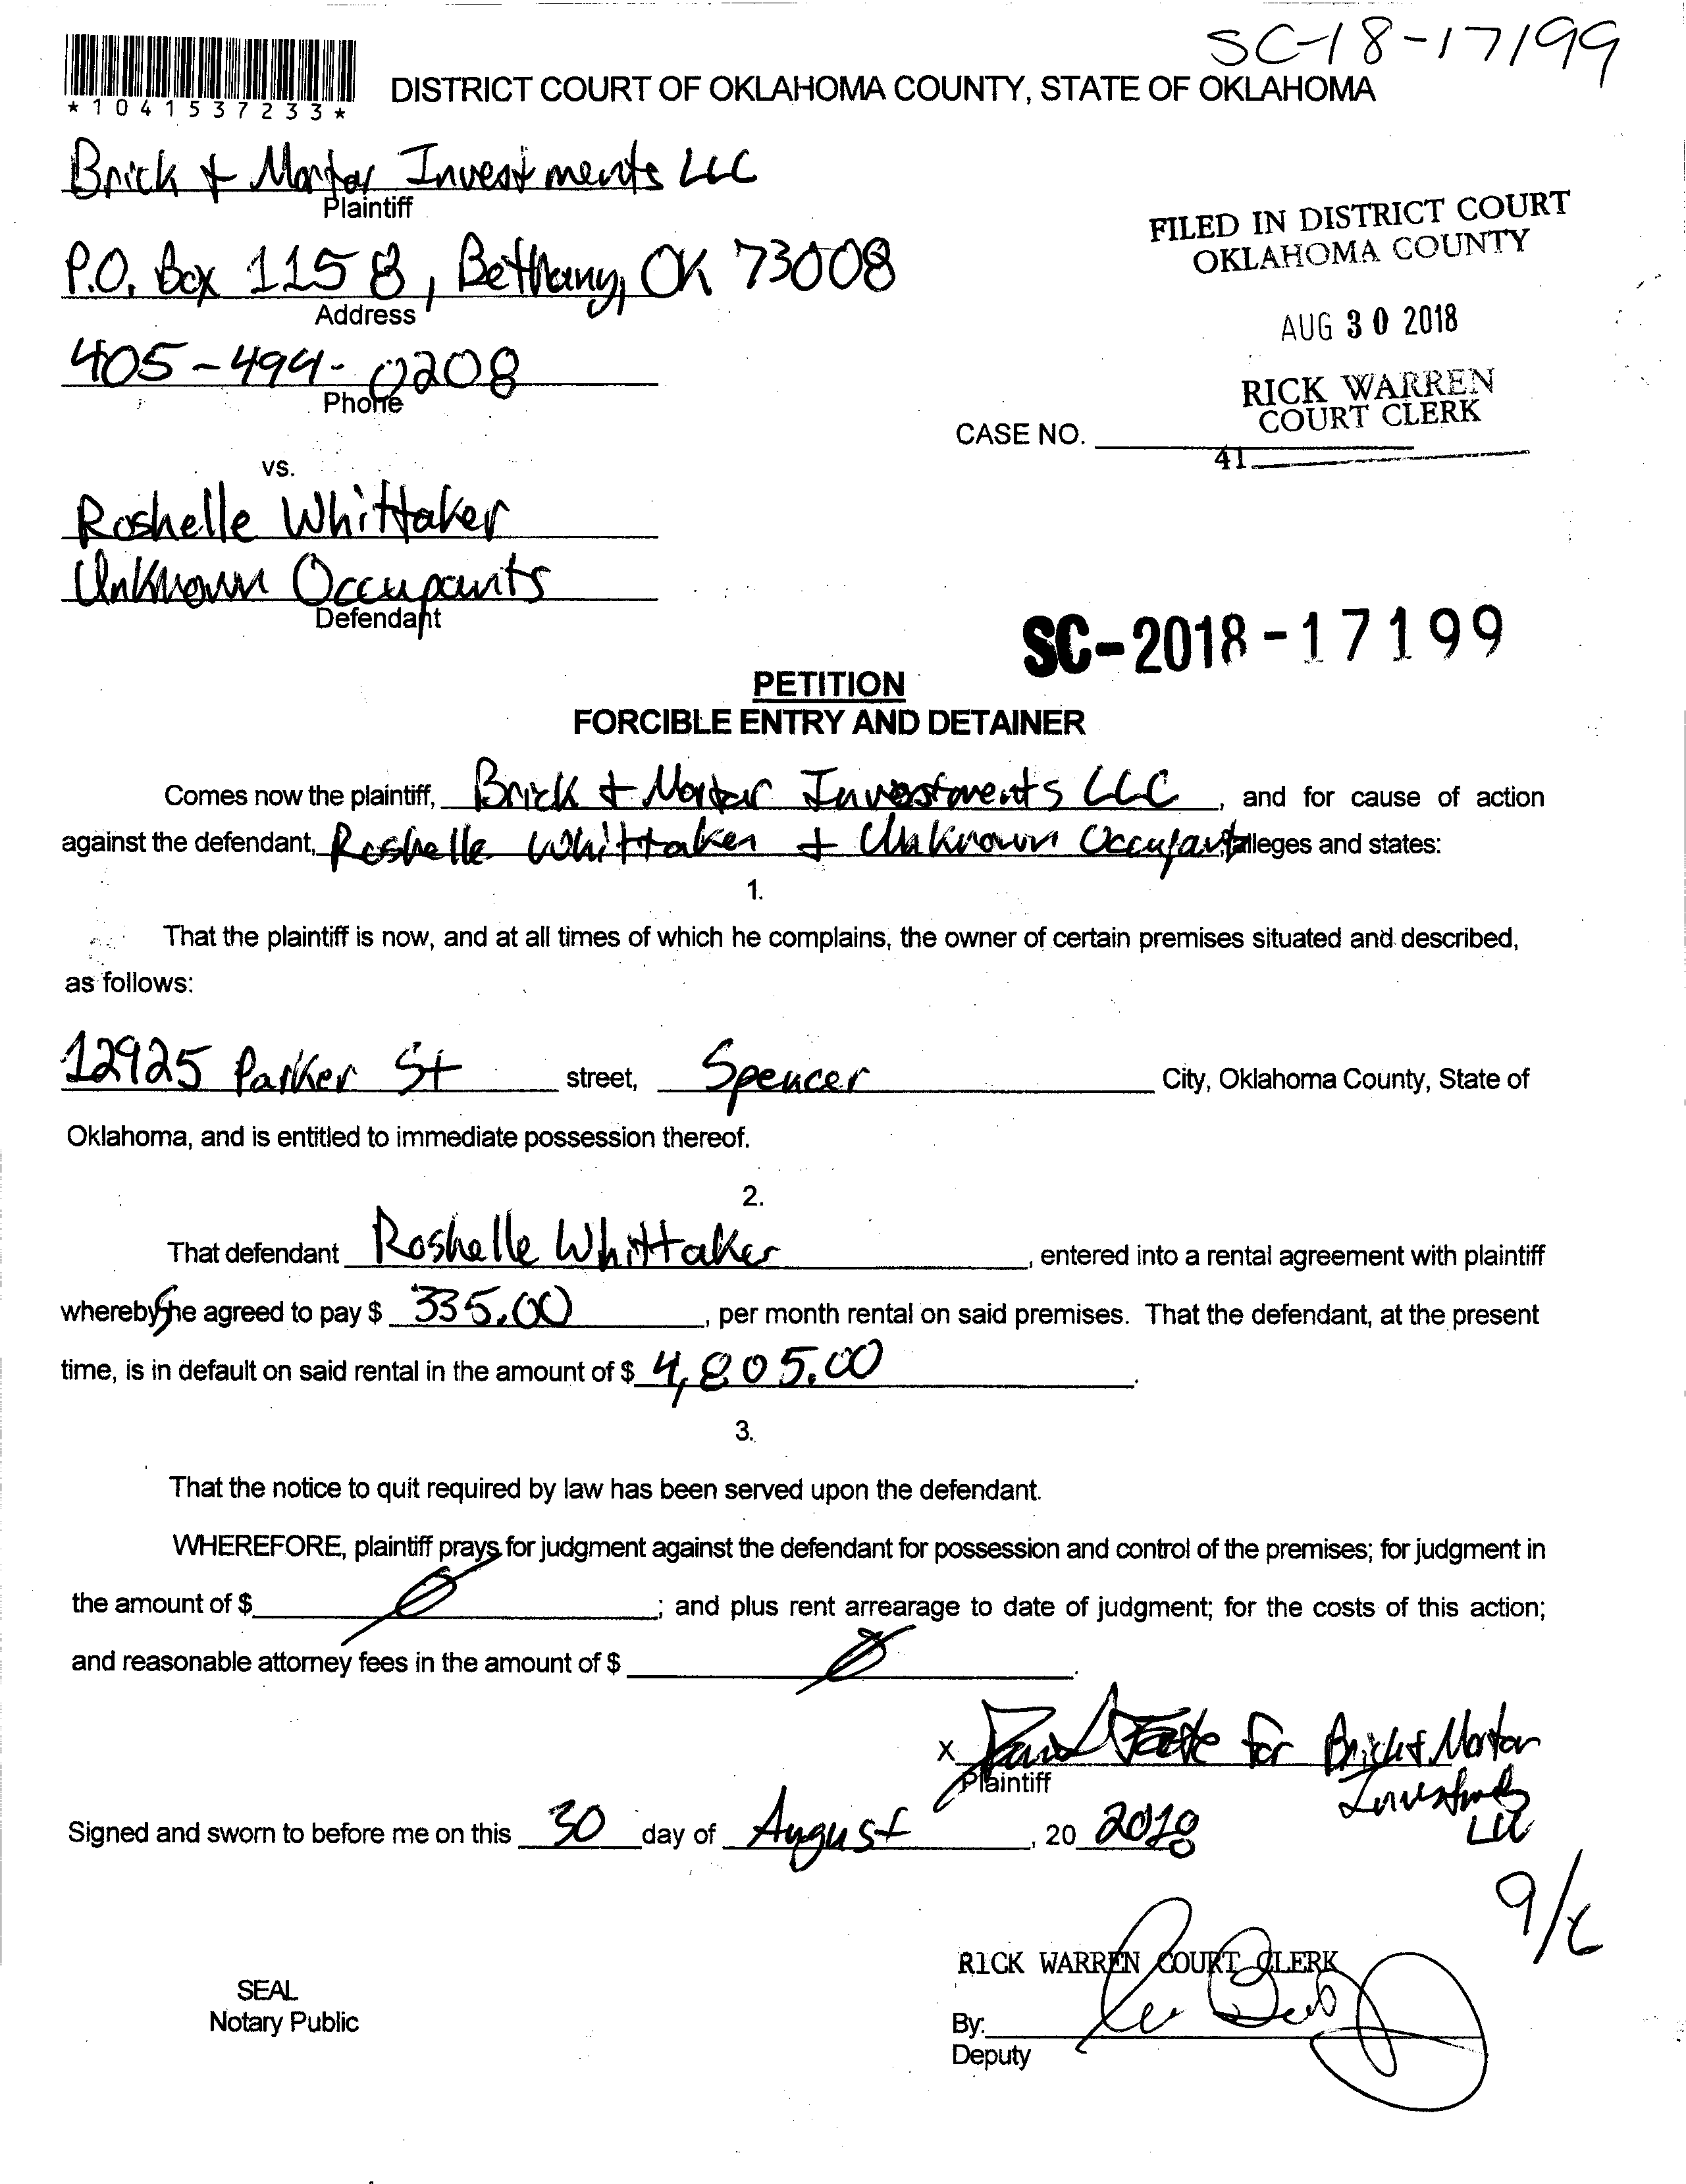 SC-18-17199
*1041537233*
DISTRICT COURT OF OKLAHOMA COUNTY, STATE OF OKLAHOMA
Brick + Mortar Investments LLC
Plaintiff
FILED IN DISTRICT COURT
OKLAHOMA COUNTY
P.O. Box 1158, Bethany, OK 73008
Address
AUG 30 2018
405-494-0208
Phone
RICK WARREN
COURT CLERK
CASE NO.
41
vs.
Roshelle Whittaker
Unknown Occupants
Defendant
SC-2018-17199
PETITION
FORCIBLE ENTRY AND DETAINER
Comes now the plaintiff, Brick + Mortar Investments LLC, and for cause of action
against the defendant, Roshelle Whittaker + Unknown Occupants, alleges and states:
1.
That the plaintiff is now, and at all times of which he complains, the owner of certain premises situated and described,
as follows:
12925 Parker St street, Spencer City, Oklahoma County, State of
Oklahoma, and is entitled to immediate possession thereof.
2.
That defendant Roshelle Whittaker, entered into a rental agreement with plaintiff
whereby She agreed to pay $ 335.00, per month rental on said premises. That the defendant, at the present
time, is in default on said rental in the amount of $ 4,805.00.
3.
That the notice to quit required by law has been served upon the defendant.
WHEREFORE, plaintiff prays for judgment against the defendant for possession and control of the premises; for judgment in
the amount of $ Ø; and plus rent arrearage to date of judgment; for the costs of this action;
and reasonable attorney fees in the amount of $ Ø.
X for Brick + Mortar
Plaintiff
Investments
LLC
Signed and sworn to before me on this 30 day of August, 20 2018
9/6
RICK WARREN COURT CLERK
SEAL
Notary Public
By:
Deputy